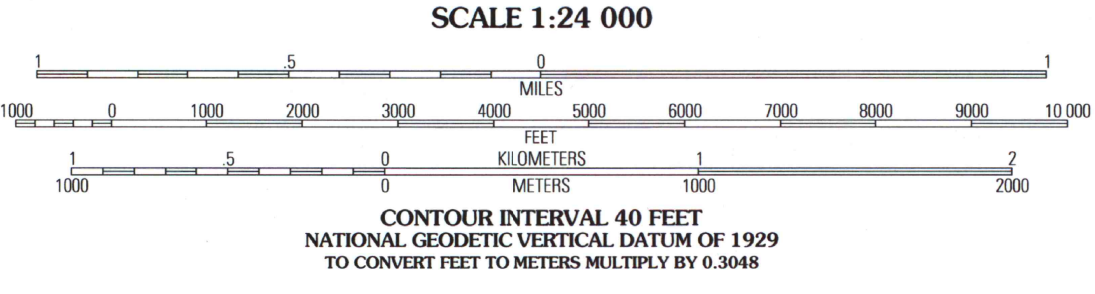 SCALE 1:24 000
1 .5 0 1
MILES
1000 0 1000 2000 3000 4000 5000 6000 7000 8000 9000 10 000
FEET
1 .5 0 KILOMETERS 1 2
1000 0 METERS 1000 2000
CONTOUR INTERVAL 40 FEET
NATIONAL GEODETIC VERTICAL DATUM OF 1929
TO CONVERT FEET TO METERS MULTIPLY BY 0.3048